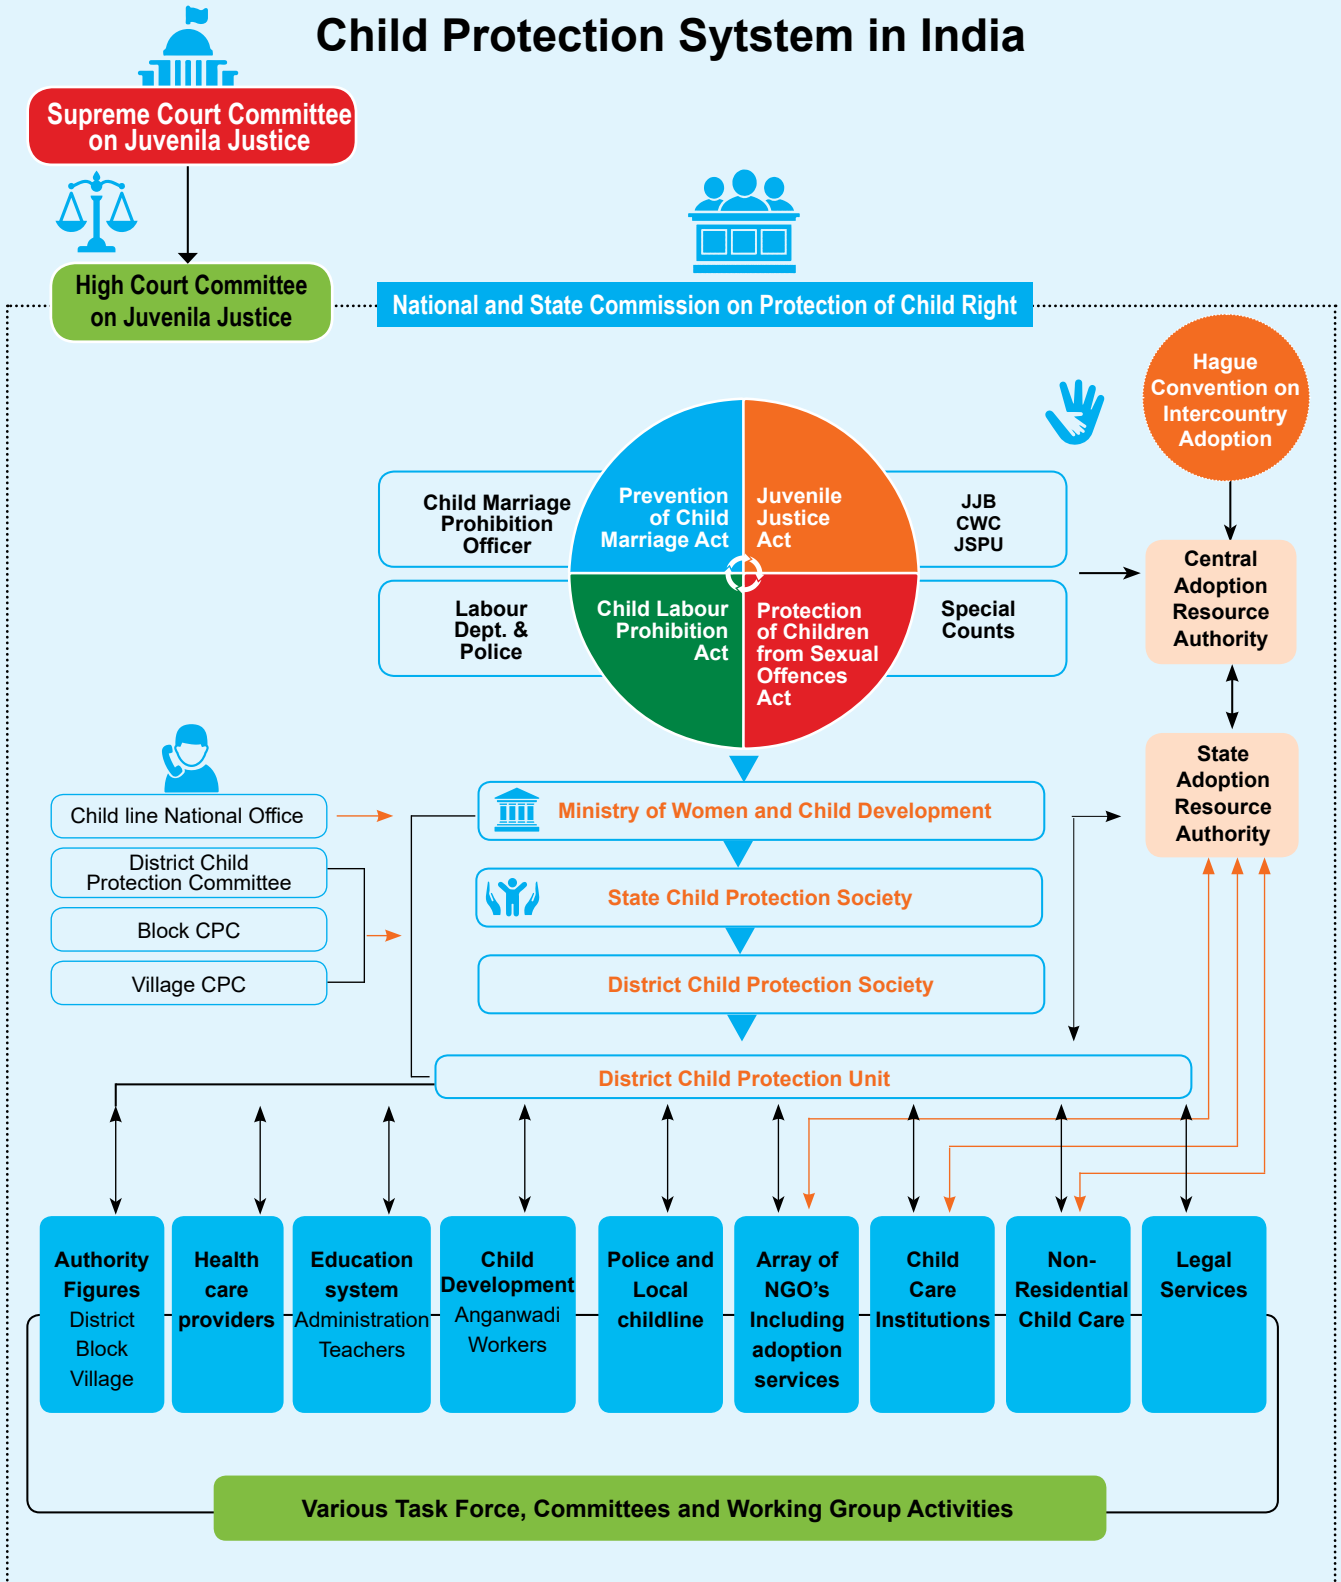 Child Protection Sytstem in India
Supreme Court Committee
on Juvenila Justice
High Court Committee
on Juvenila Justice
National and State Commission on Protection of Child Right
Hague
Convention on
Intercountry
Adoption
Child Marriage
Prohibition
Officer
Prevention
of Child
Marriage Act
Juvenile
Justice
Act
JJB
CWC
JSPU
Labour
Dept. &
Police
Child Labour
Prohibition
Act
Protection
of Children
from Sexual
Offences
Act
Special
Counts
Central
Adoption
Resource
Authority
State
Adoption
Resource
Authority
Child line National Office
District Child
Protection Committee
Block CPC
Village CPC
Ministry of Women and Child Development
State Child Protection Society
District Child Protection Society
District Child Protection Unit
Authority
Figures
District
Block
Village
Health
care
providers
Education
system
Administration
Teachers
Child
Development
Anganwadi
Workers
Police and
Local
childline
Array of
NGO's
Including
adoption
services
Child
Care
Institutions
Non-
Residential
Child Care
Legal
Services
Various Task Force, Committees and Working Group Activities